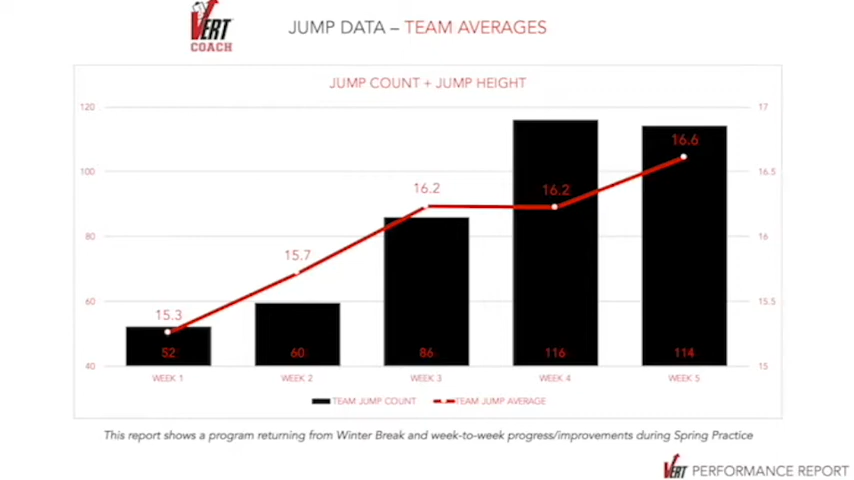 VERT
COACH
JUMP DATA – TEAM AVERAGES
JUMP COUNT + JUMP HEIGHT
120
17
100
16.5
80
16
60
15.5
40
15
15.3
15.7
16.2
16.2
16.6
52
60
86
116
114
WEEK 1
WEEK 2
WEEK 3
WEEK 4
WEEK 5
TEAM JUMP COUNT
TEAM JUMP AVERAGE
This report shows a program returning from Winter Break and week-to-week progress/improvements during Spring Practice
VERT PERFORMANCE REPORT